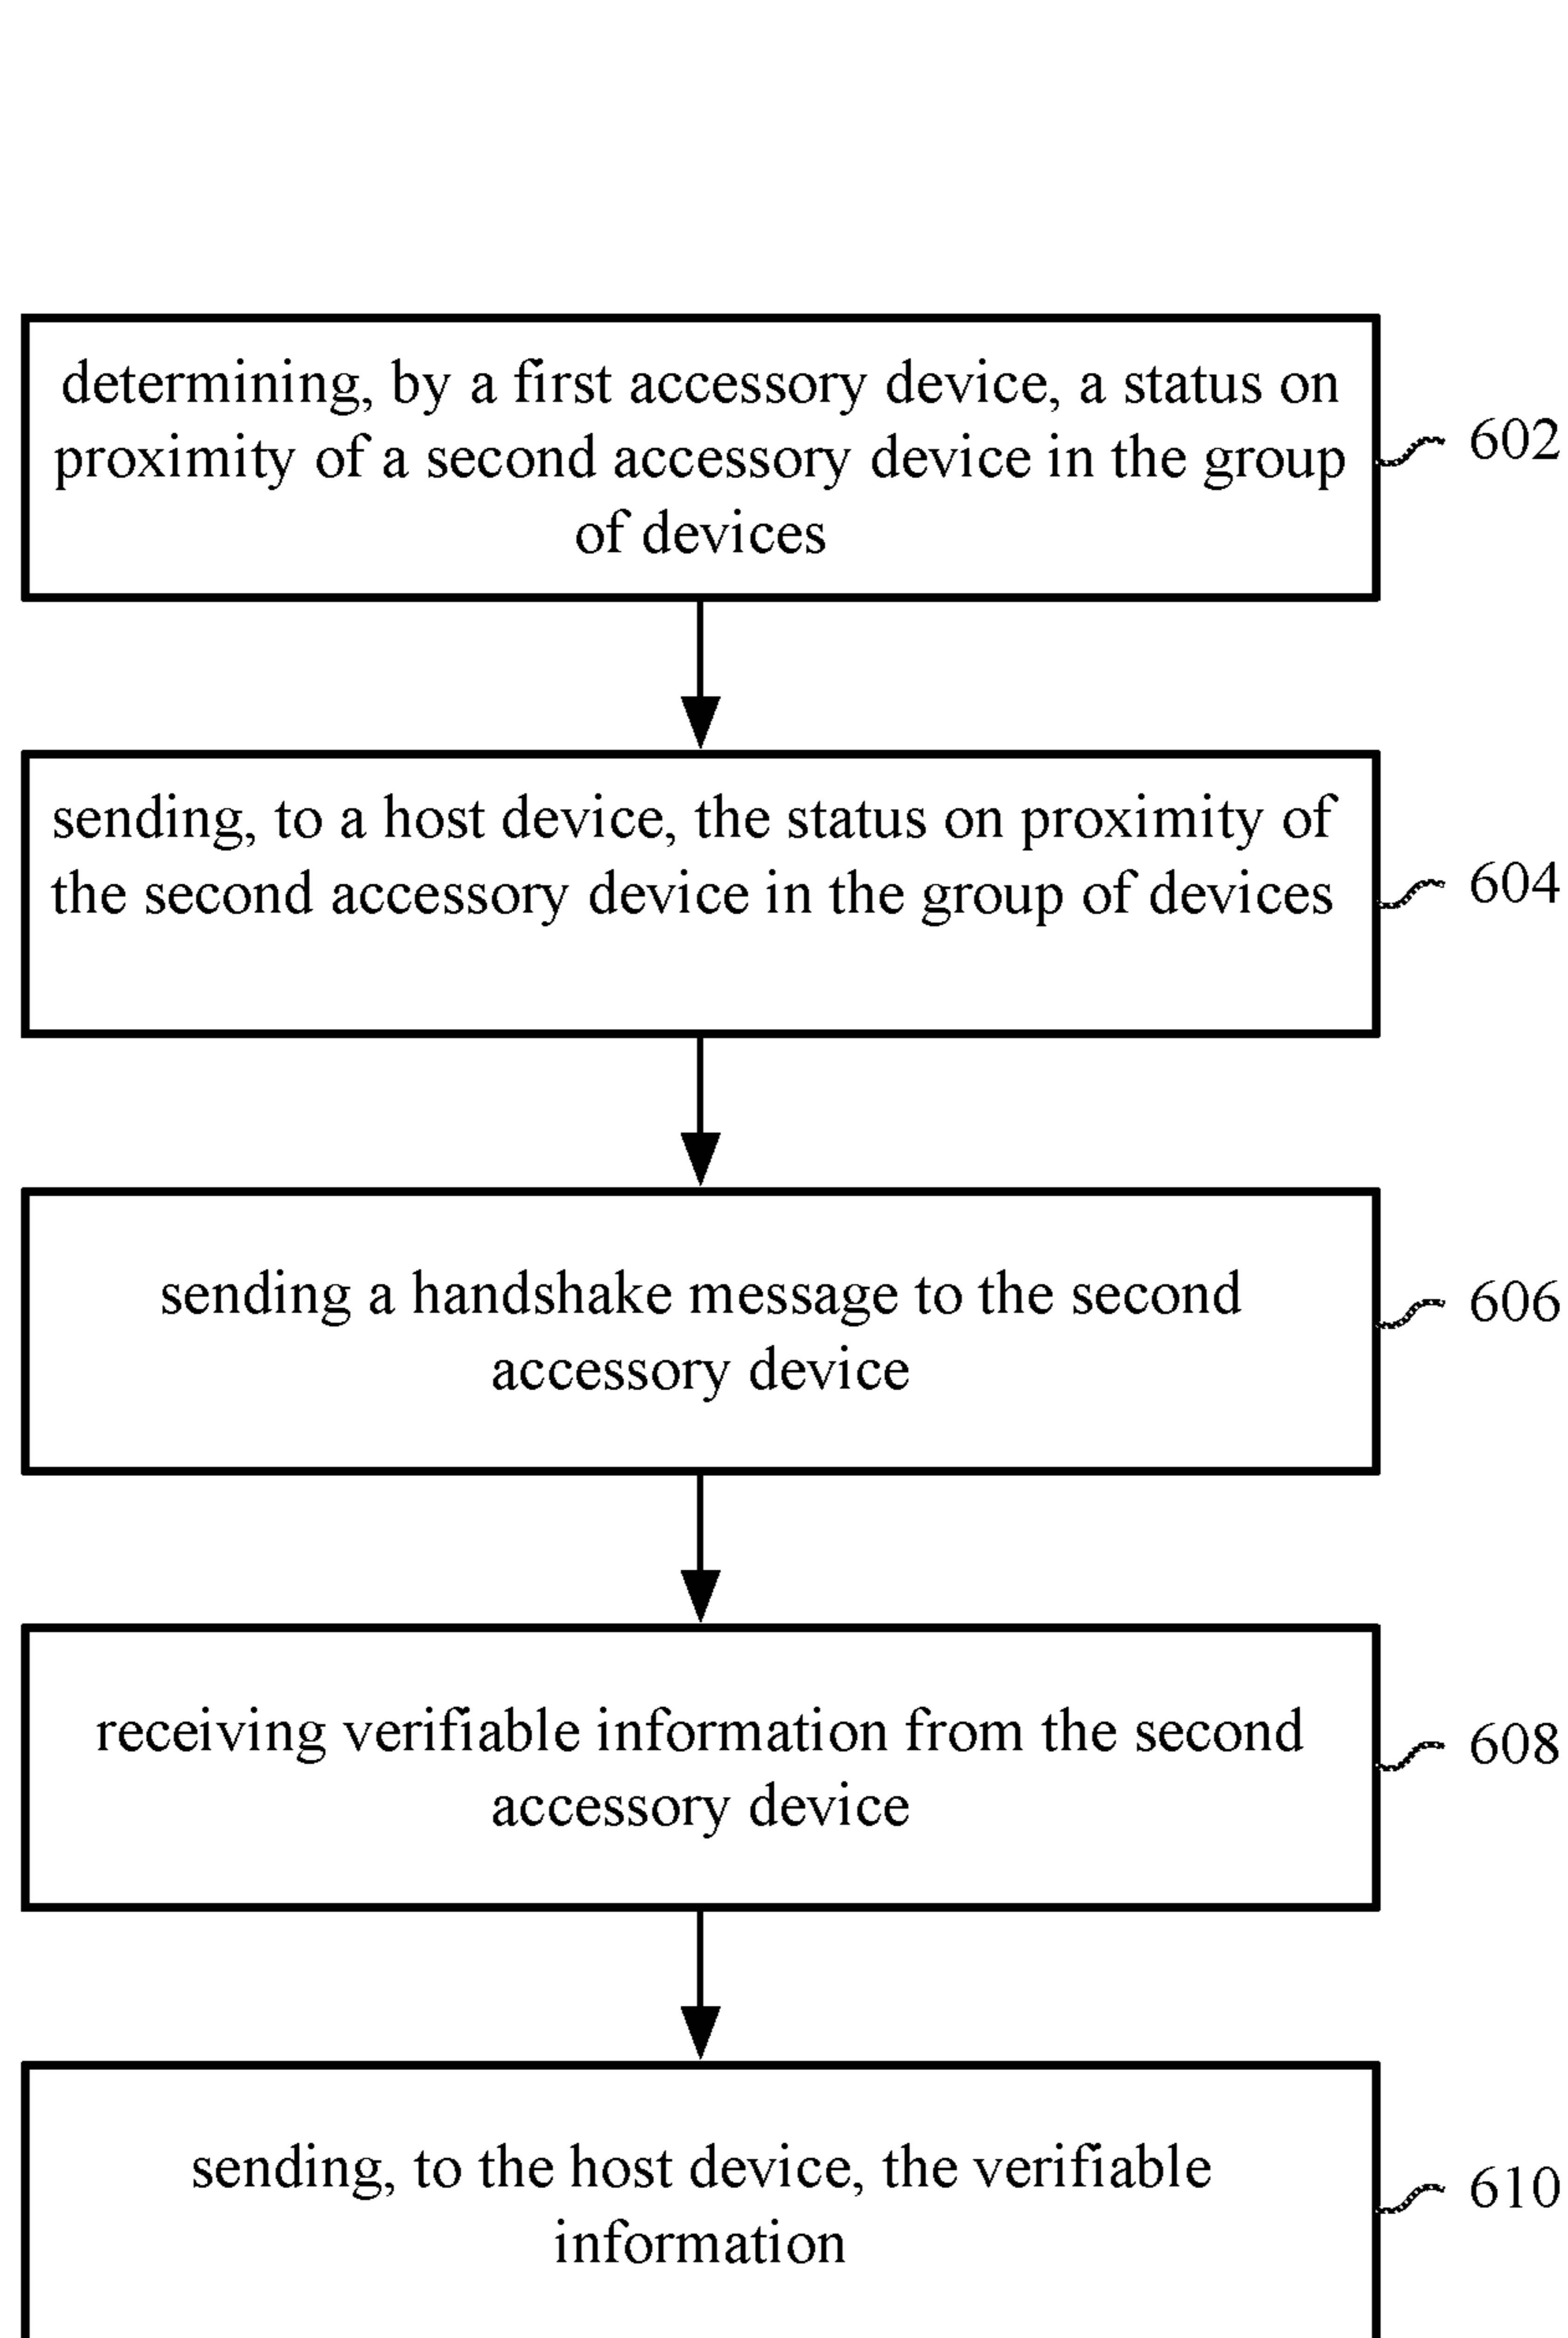 determining, by a first accessory device, a status on
proximity of a second accessory device in the group
of devices
602
sending, to a host device, the status on proximity of
the second accessory device in the group of devices
604
sending a handshake message to the second
accessory device
606
receiving verifiable information from the second
accessory device
608
sending, to the host device, the verifiable
information
610